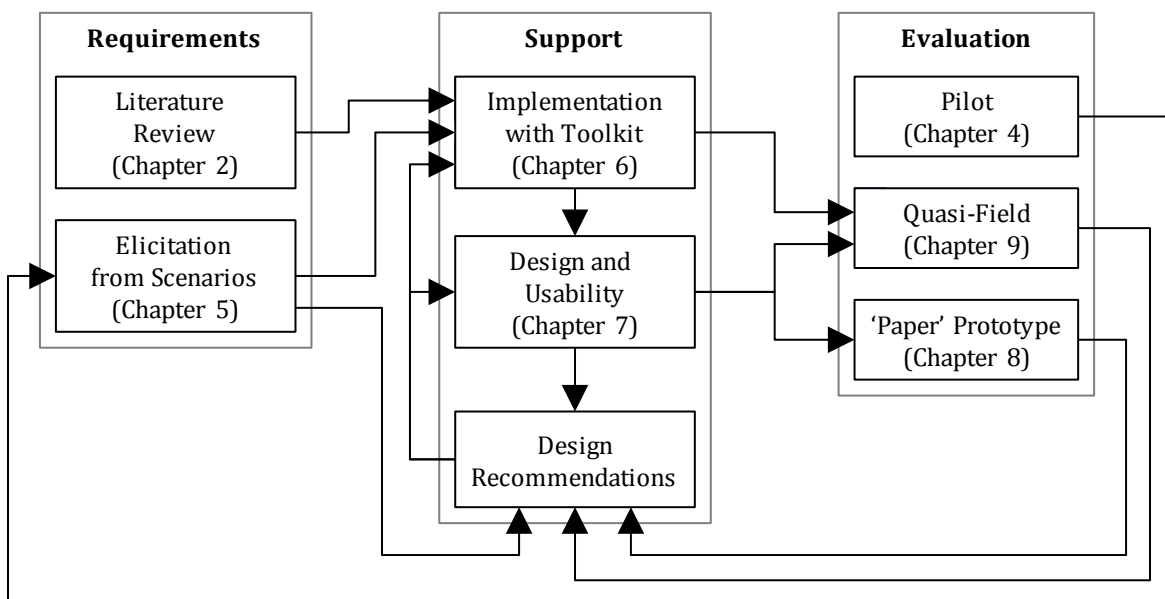 Requirements
Literature
Review
(Chapter 2)
Elicitation
from Scenarios
(Chapter 5)
Support
Implementation
with Toolkit
(Chapter 6)
Design and
Usability
(Chapter 7)
Design
Recommendations
Evaluation
Pilot
(Chapter 4)
Quasi-Field
(Chapter 9)
‘Paper’ Prototype
(Chapter 8)